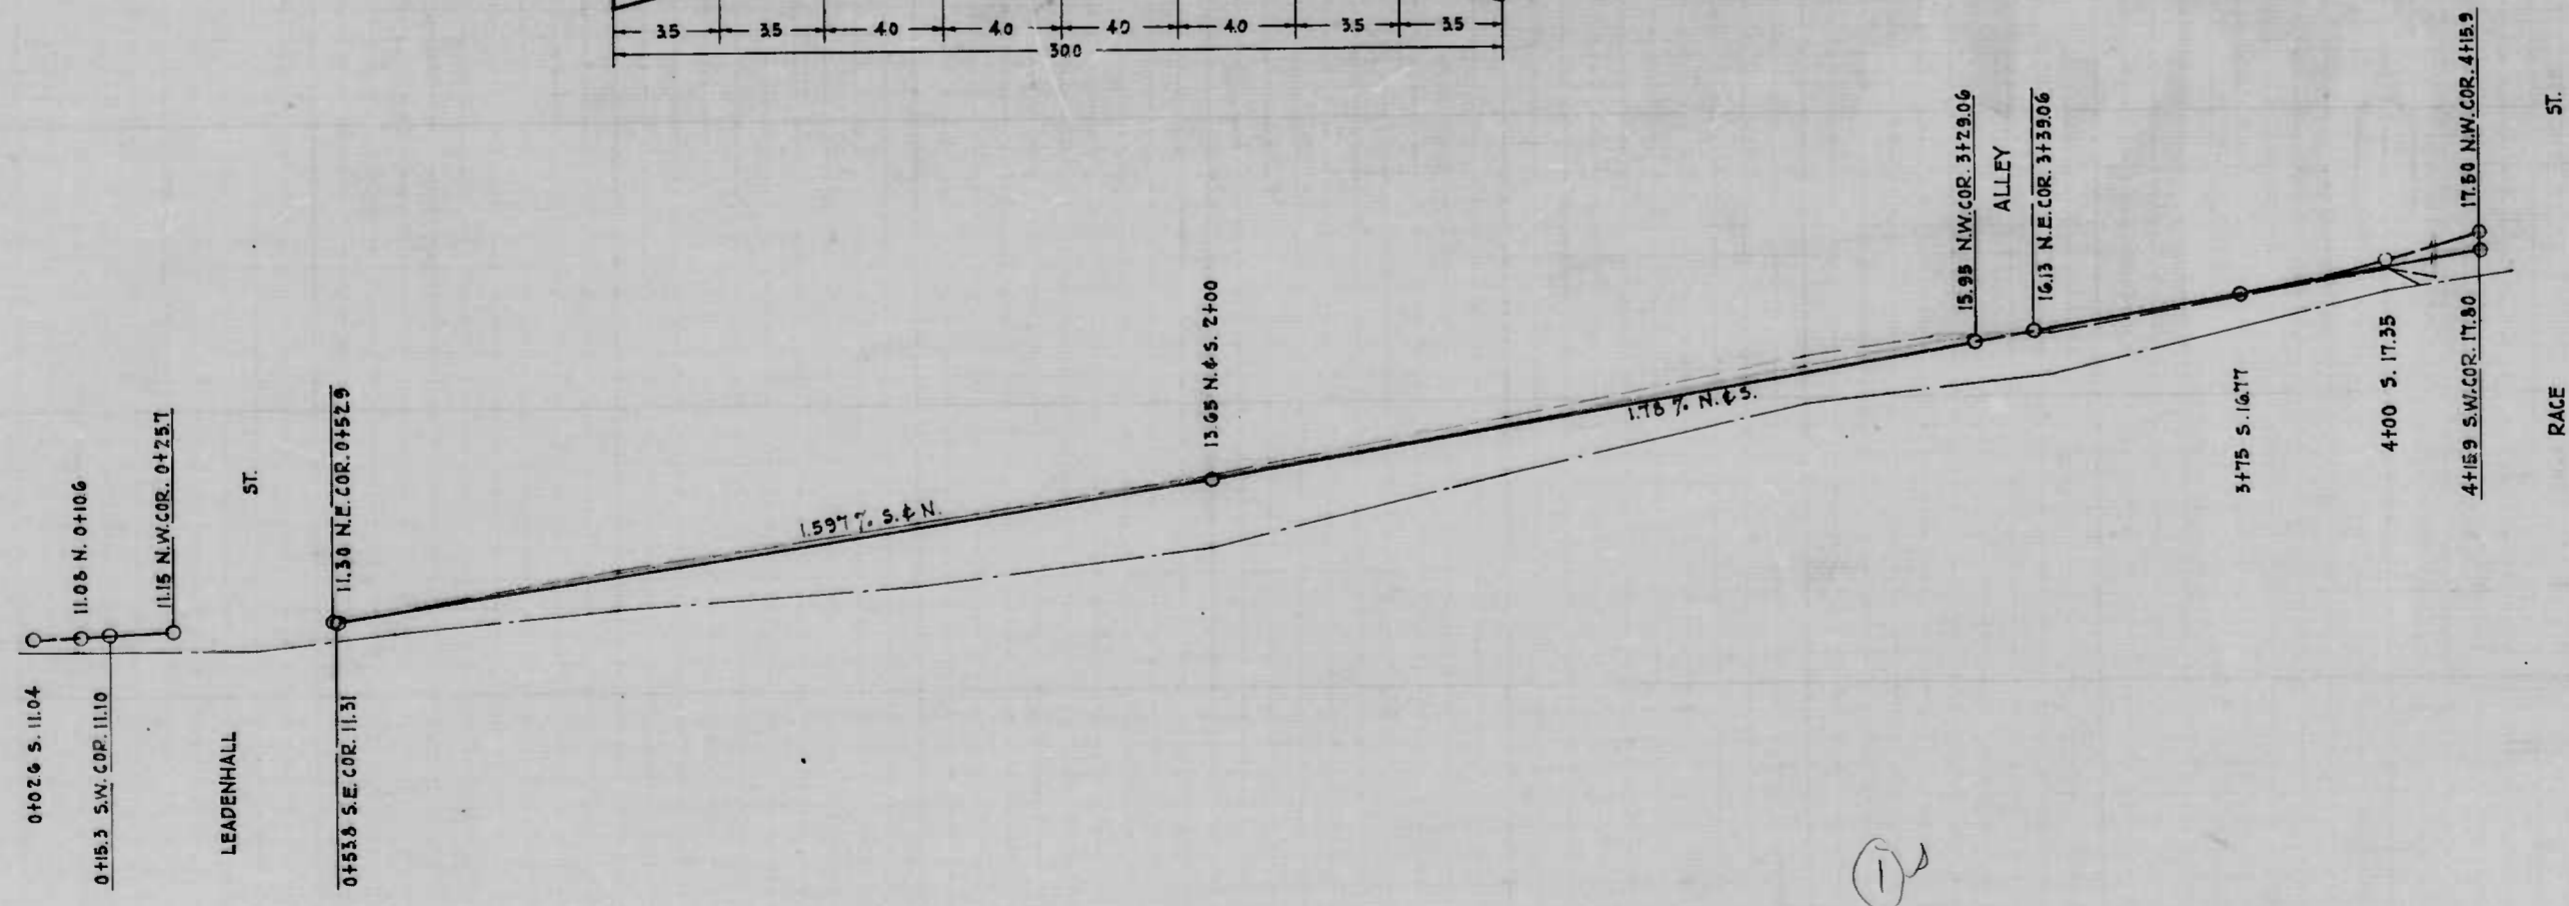 3.5 3.5 4.0 4.0 4.0 4.0 3.5 3.5
30.0
0+02.6 S. 11.04
11.08 N. 0+10.6
0+15.3 S.W. COR. 11.10
11.15 N.W. COR. 0+25.7
LEADENHALL ST.
11.30 N.E. COR. 0+52.9
0+53.8 S.E. COR. 11.31
1.597 % S. & N.
13.65 N. & S. 2+00
1.78 % N. & S.
15.95 N.W. COR. 3+29.06
ALLEY
16.13 N.E. COR. 3+39.06
3+75 S. 16.77
4+00 S. 17.35
17.50 N.W. COR. 4+15.9
4+15.9 S.W. COR. 17.80
RACE ST.
1